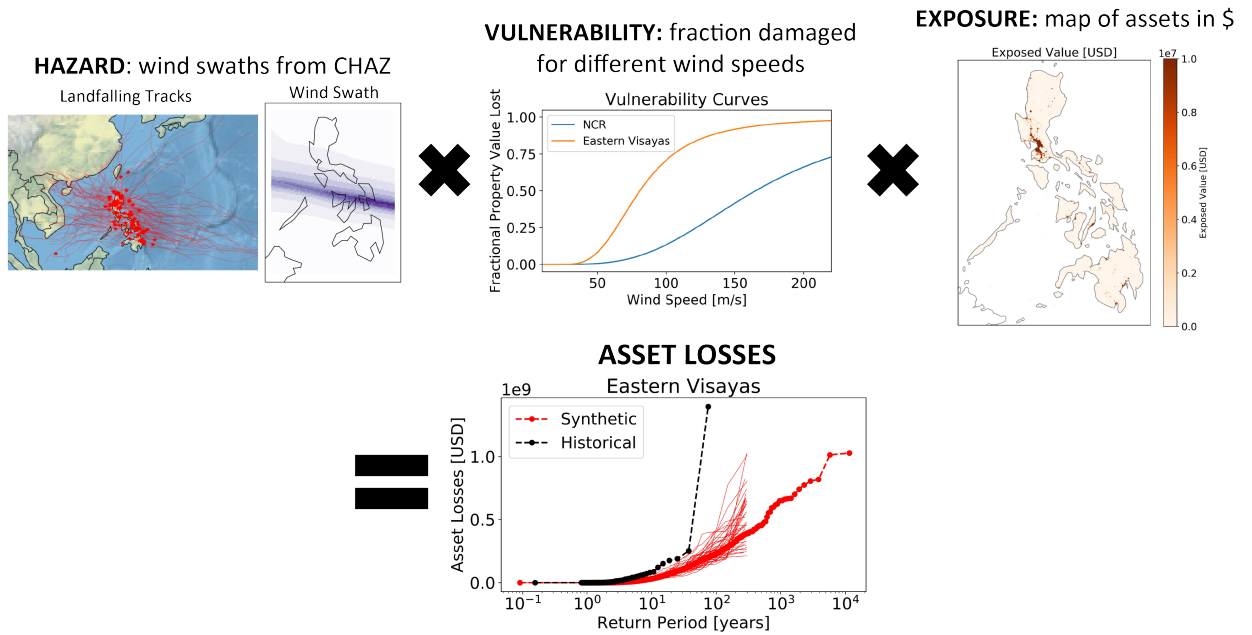 HAZARD: wind swaths from CHAZ
Landfalling Tracks
Wind Swath
VULNERABILITY: fraction damaged
for different wind speeds
Vulnerability Curves
NCR
Eastern Visayas
Fractional Property Value Lost
1.00
0.75
0.50
0.25
0.00
50
100
150
200
Wind Speed [m/s]
EXPOSURE: map of assets in $
Exposed Value [USD]
1e7
1.0
0.8
0.6
0.4
0.2
0.0
Exposed Value [USD]
ASSET LOSSES
Eastern Visayas
1e9
Synthetic
Historical
Asset Losses [USD]
1.0
0.5
0.0
10⁻¹
10⁰
10¹
10²
10³
10⁴
Return Period [years]